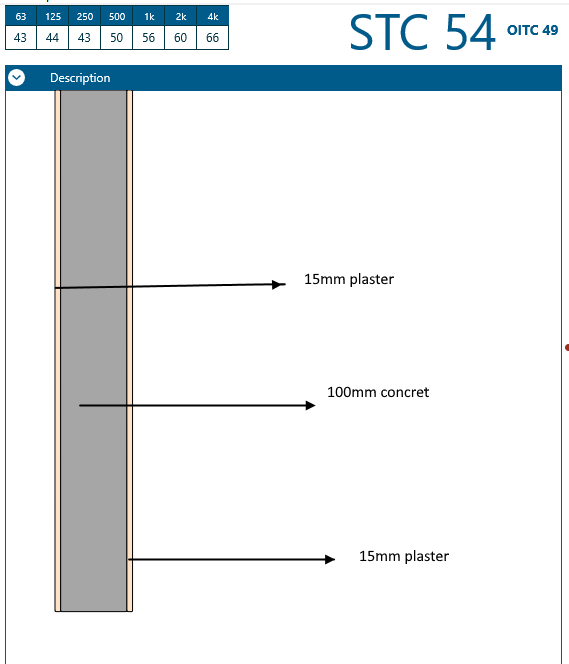 63 125 250 500 1k 2k 4k
43 44 43 50 56 60 66
STC 54 OITC 49
Description
15mm plaster
100mm concret
15mm plaster